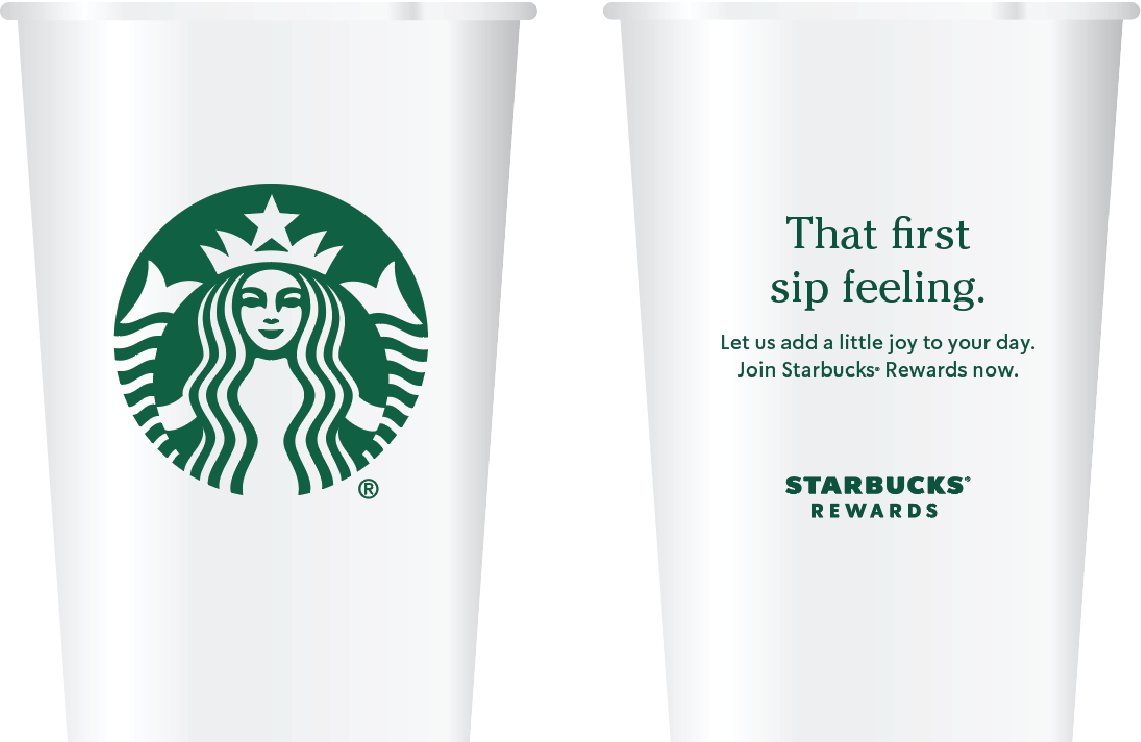 ®
That first
sip feeling.
Let us add a little joy to your day.
Join Starbucks® Rewards now.
STARBUCKS®
REWARDS